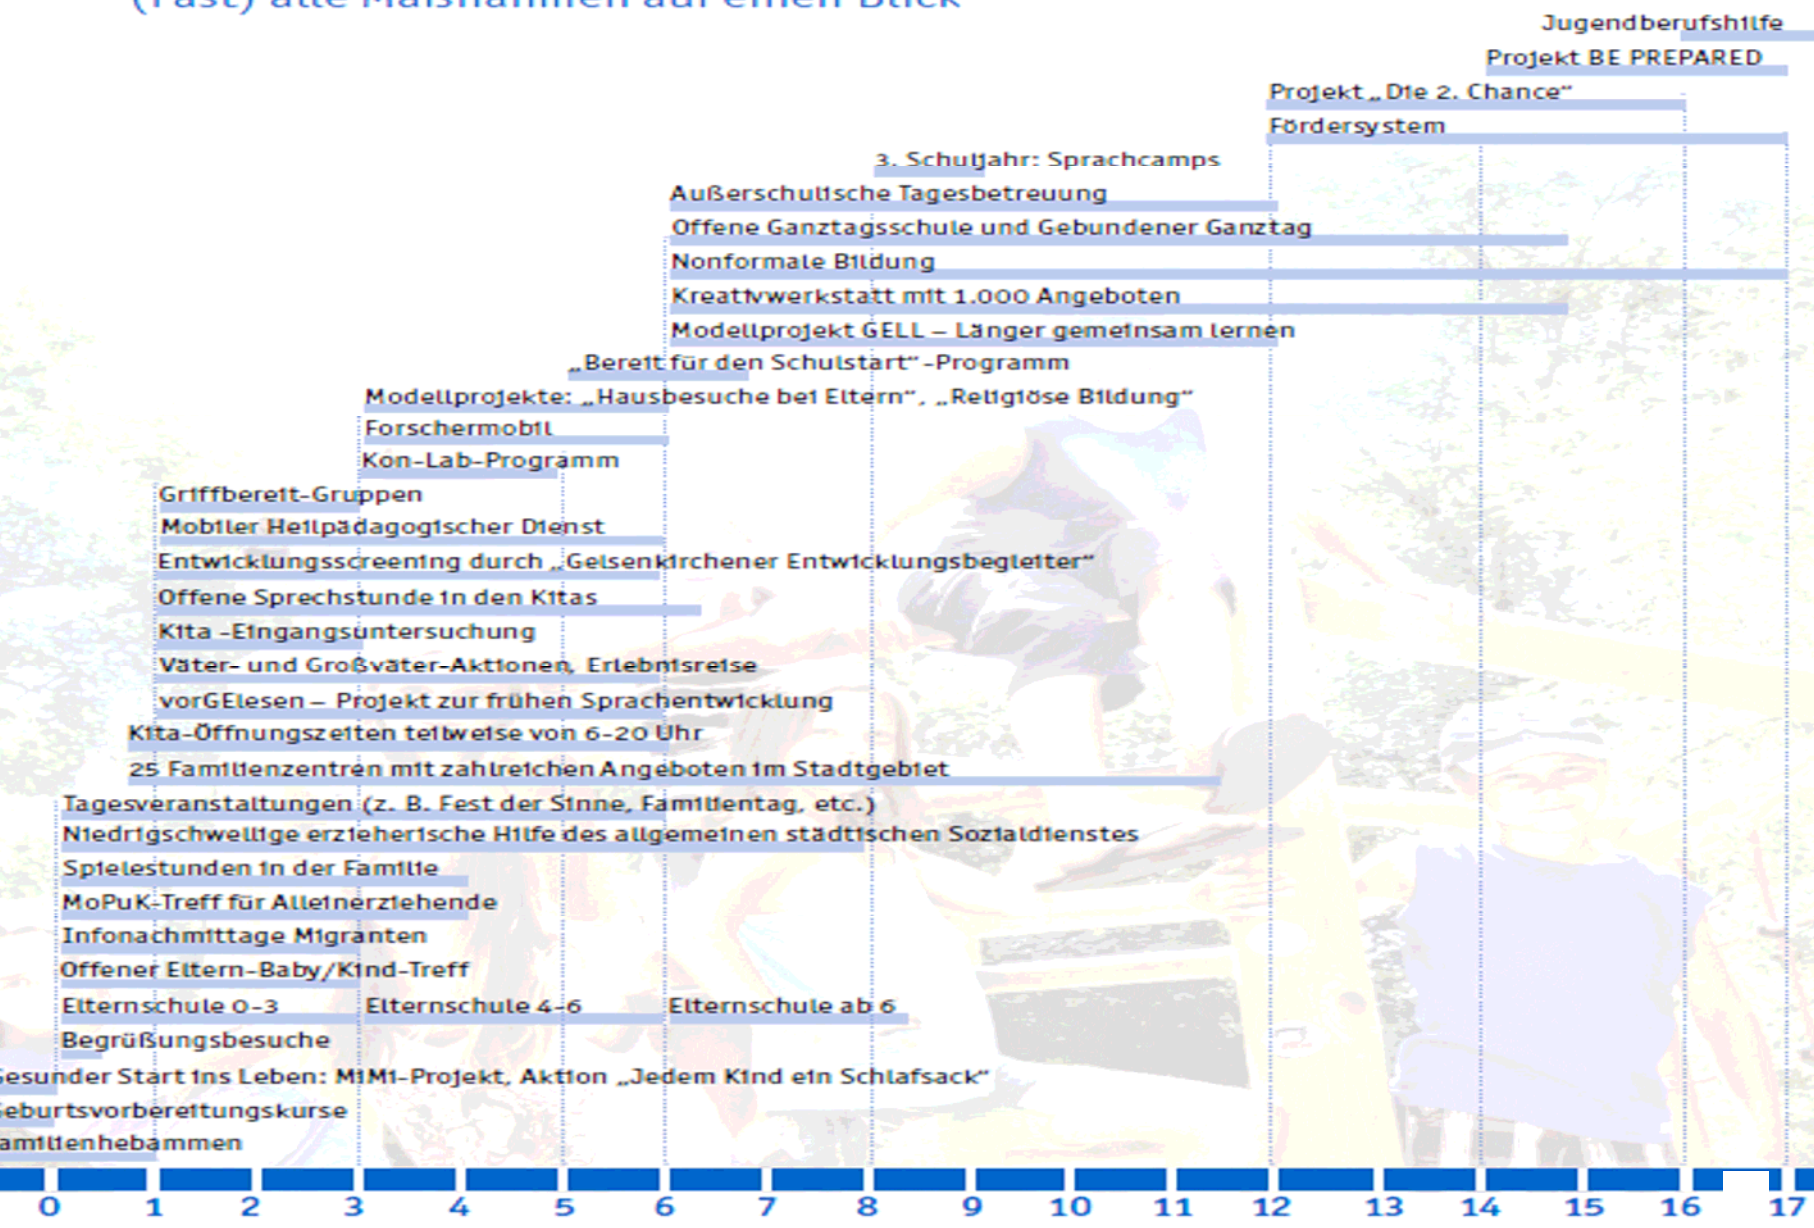 (Fast) alle Maßnahmen auf einen Blick
Jugendberufshilfe
Projekt BE PREPARED
Projekt „Die 2. Chance“
Fördersystem
3. Schuljahr: Sprachcamps
Außerschulische Tagesbetreuung
Offene Ganztagsschule und Gebundener Ganztag
Nonformale Bildung
Kreativwerkstatt mit 1.000 Angeboten
Modellprojekt GELL – Länger gemeinsam lernen
„Bereit für den Schulstart“-Programm
Modellprojekte: „Hausbesuche bei Eltern“, „Religiöse Bildung“
Forschermobil
Kon-Lab-Programm
Griffbereit-Gruppen
Mobiler Heilpädagogischer Dienst
Entwicklungsscreening durch „Gelsenkirchener Entwicklungsbegleiter“
Offene Sprechstunde in den Kitas
Kita -Eingangsuntersuchung
Väter- und Großväter-Aktionen, Erlebnisreise
vorGElesen – Projekt zur frühen Sprachentwicklung
Kita-Öffnungszeiten teilweise von 6-20 Uhr
25 Familienzentren mit zahlreichen Angeboten im Stadtgebiet
Tagesveranstaltungen (z. B. Fest der Sinne, Familientag, etc.)
Niedrigschwellige erzieherische Hilfe des allgemeinen städtischen Sozialdienstes
Spielestunden in der Familie
MoPuK-Treff für Alleinerziehende
Infonachmittage Migranten
Offener Eltern-Baby/Kind-Treff
Elternschule 0-3 Elternschule 4-6 Elternschule ab 6
Begrüßungsbesuche
Gesunder Start ins Leben: MiMi-Projekt, Aktion „Jedem Kind ein Schlafsack“
Geburtsvorbereitungskurse
amilienhebammen
0 1 2 3 4 5 6 7 8 9 10 11 12 13 14 15 16 17